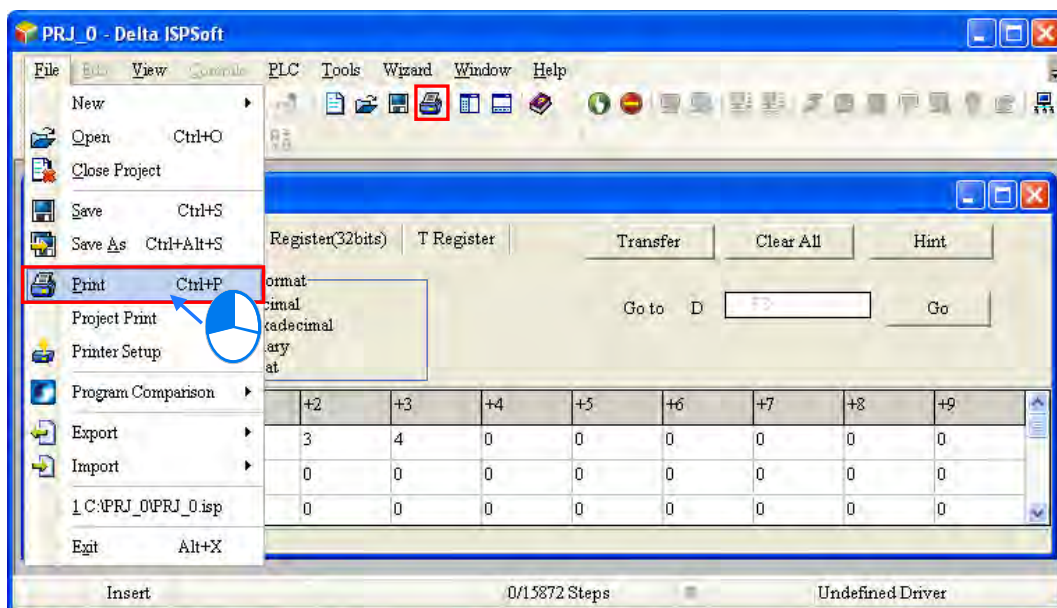 PRJ_0 - Delta ISPSoft
File Edit View Compile PLC Tools Wizard Window Help
New
Open Ctrl+O
Close Project
Save Ctrl+S
Save As Ctrl+Alt+S
Print Ctrl+P
Project Print
Printer Setup
Program Comparison
Export
Import
1 C:\PRJ_0\PRJ_0.isp
Exit Alt+X
Register(32bits) T Register Transfer Clear All Hint
ormat
cimal
xadecimal
ary
at
Go to D Go
+2 +3 +4 +5 +6 +7 +8 +9
3 4 0 0 0 0 0 0
0 0 0 0 0 0 0 0
0 0 0 0 0 0 0 0
Insert 0/15872 Steps Undefined Driver